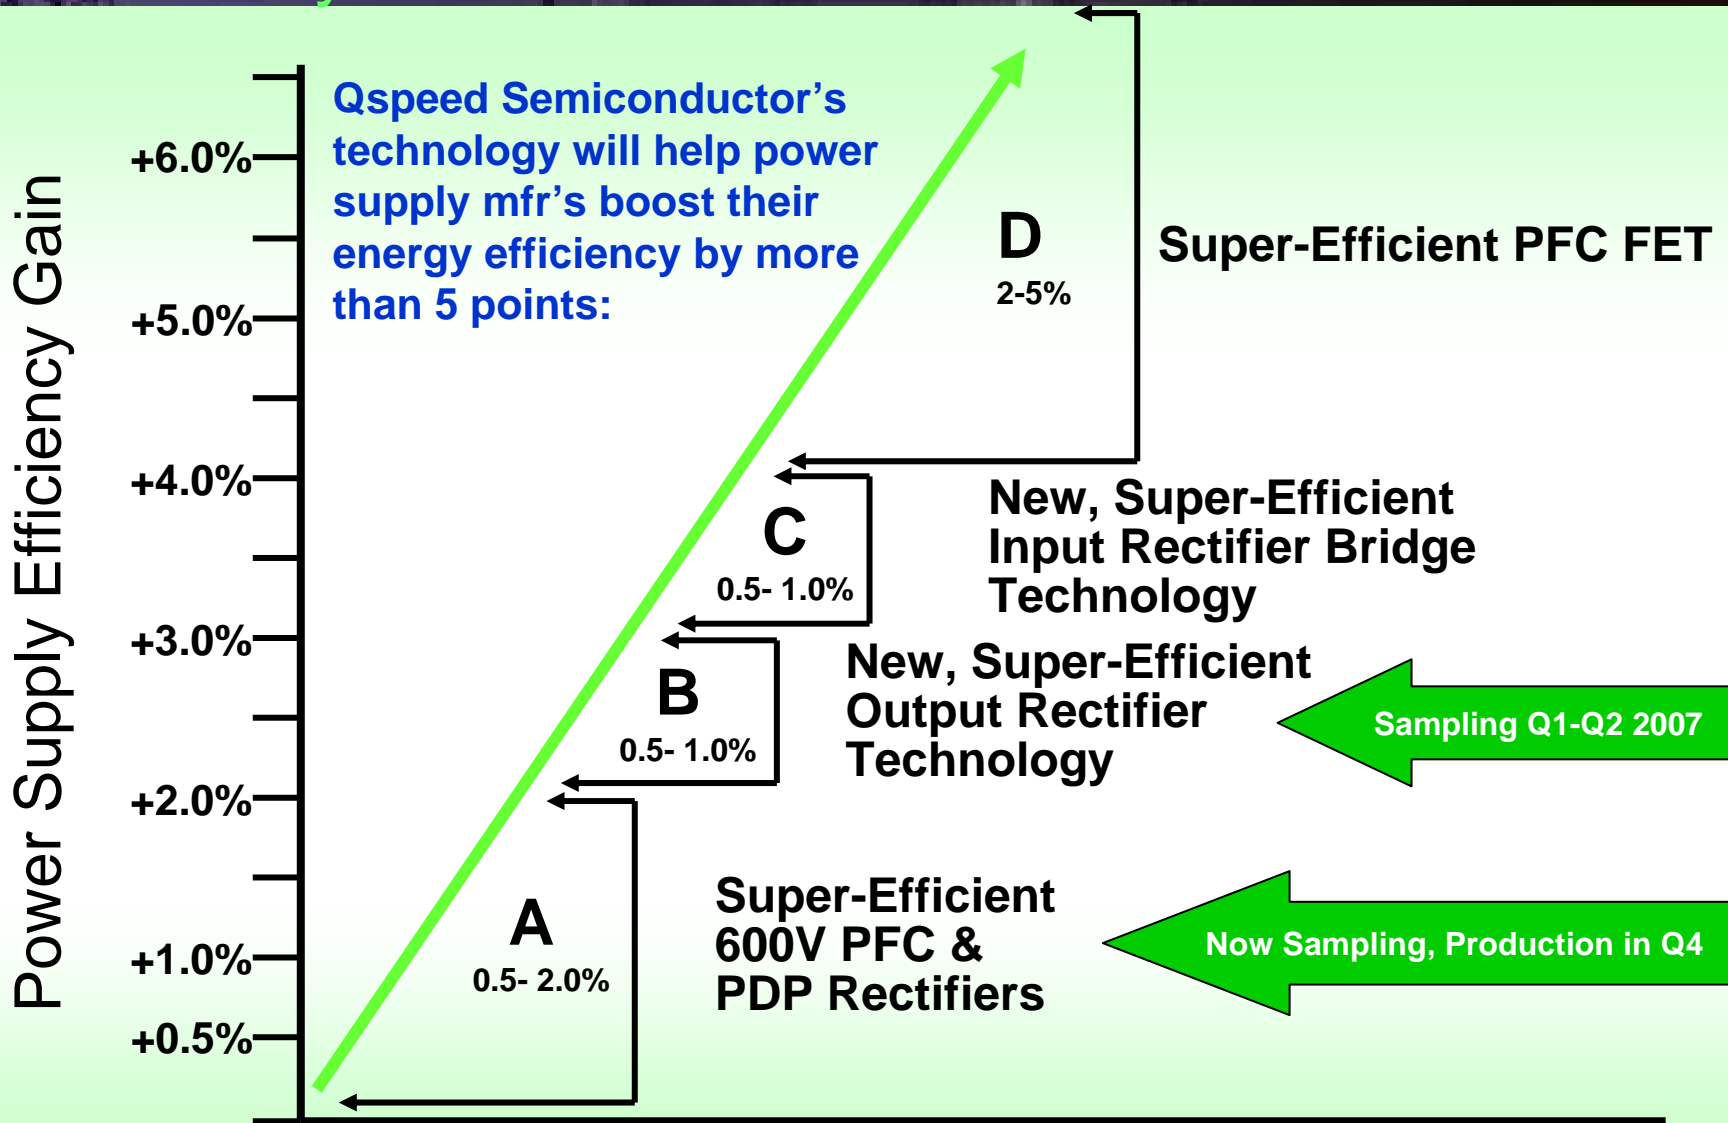 Qspeed Semiconductor's
technology will help power
supply mfr's boost their
energy efficiency by more
than 5 points:
Power Supply Efficiency Gain
+6.0%
+5.0%
+4.0%
+3.0%
+2.0%
+1.0%
+0.5%
D
2-5%
Super-Efficient PFC FET
C
0.5- 1.0%
New, Super-Efficient
Input Rectifier Bridge
Technology
B
0.5- 1.0%
New, Super-Efficient
Output Rectifier
Technology
Sampling Q1-Q2 2007
A
0.5- 2.0%
Super-Efficient
600V PFC &
PDP Rectifiers
Now Sampling, Production in Q4